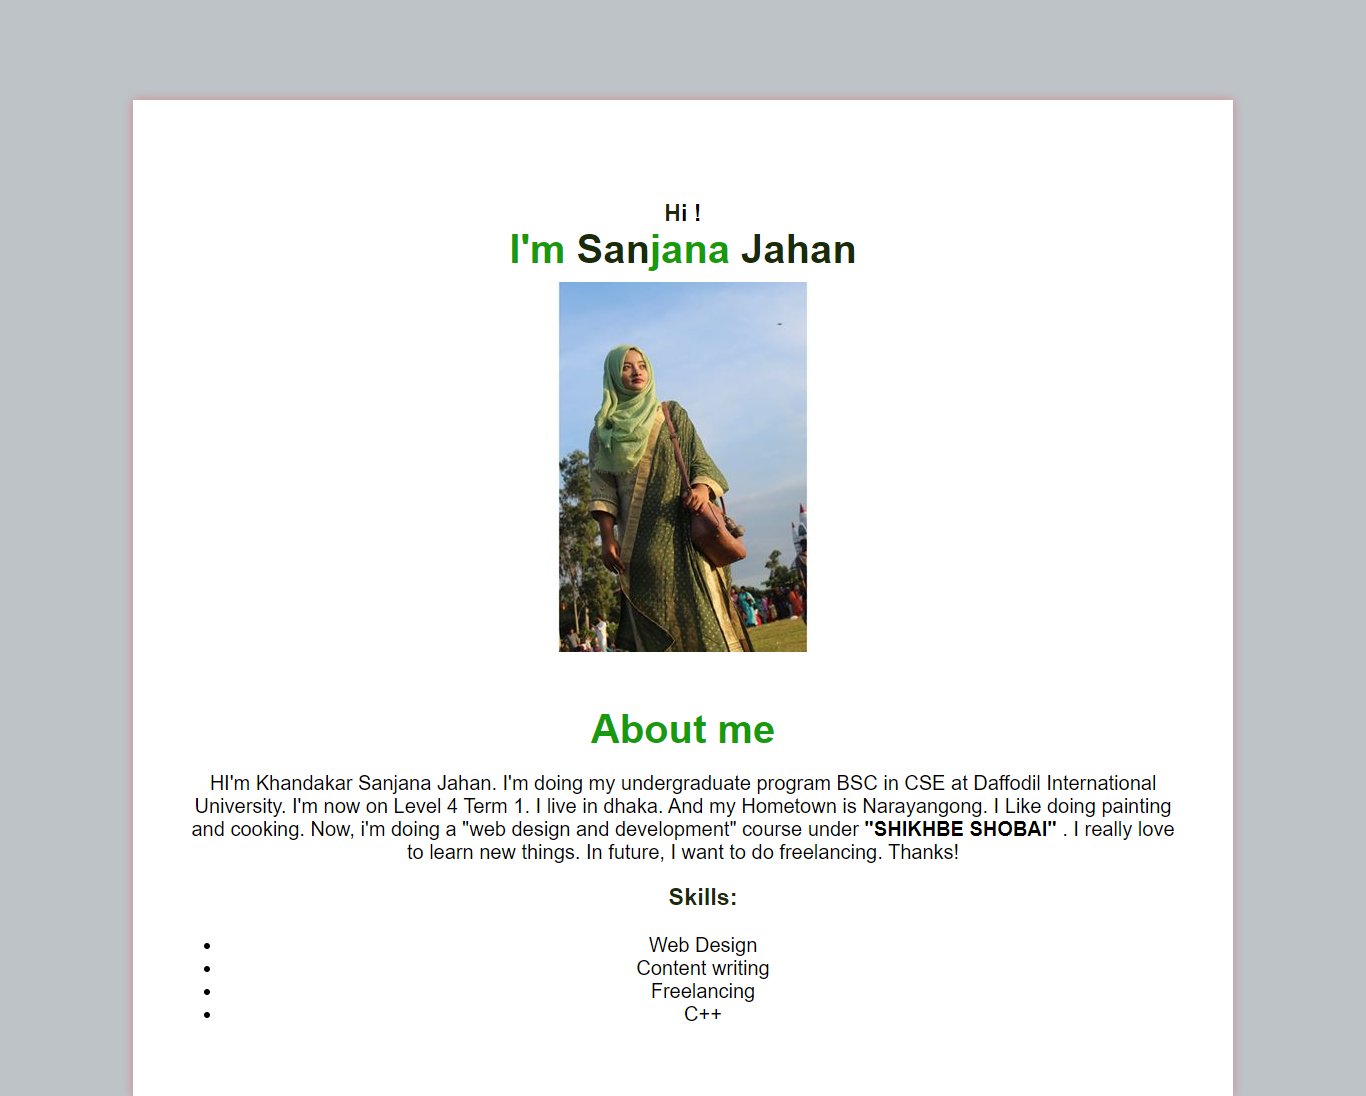 Hi !
I'm Sanjana Jahan
About me
HI'm Khandakar Sanjana Jahan. I'm doing my undergraduate program BSC in CSE at Daffodil International
University. I'm now on Level 4 Term 1. I live in dhaka. And my Hometown is Narayangong. I Like doing painting
and cooking. Now, i'm doing a "web design and development" course under "SHIKHBE SHOBAI" . I really love
to learn new things. In future, I want to do freelancing. Thanks!
Skills:
• Web Design
• Content writing
• Freelancing
• C++